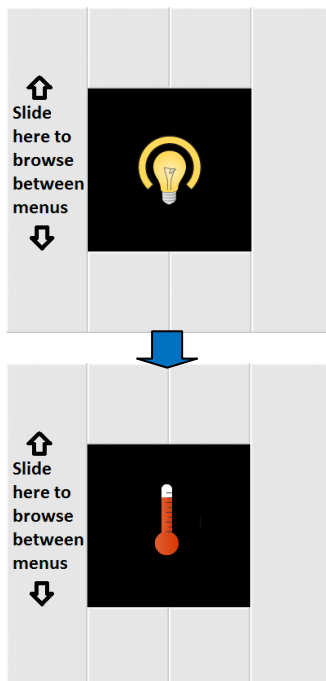 Slide
here to
browse
between
menus
Slide
here to
browse
between
menus